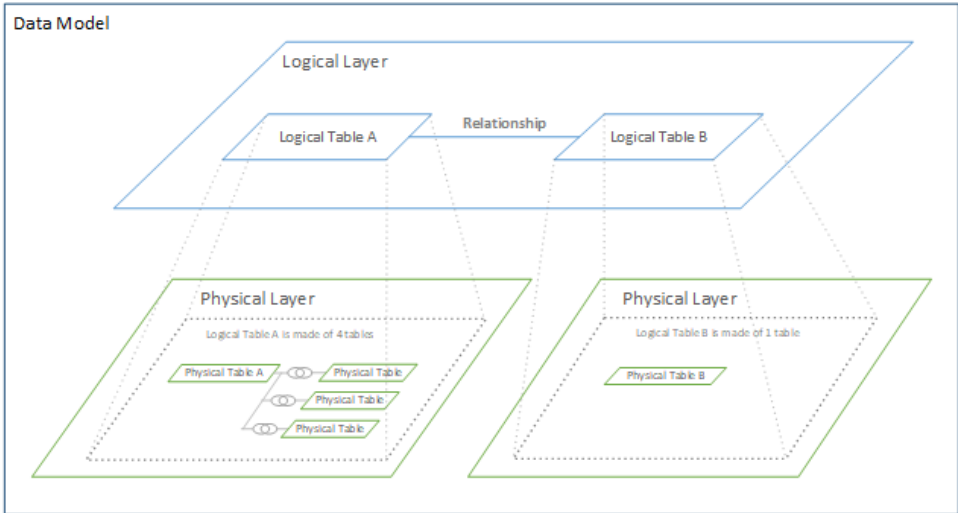 Data Model
Logical Layer
Logical Table A
Relationship
Logical Table B
Physical Layer
Logical Table A is made of 4 tables
Physical Table A
Physical Table
Physical Table
Physical Table
Physical Layer
Logical Table B is made of 1 table
Physical Table B